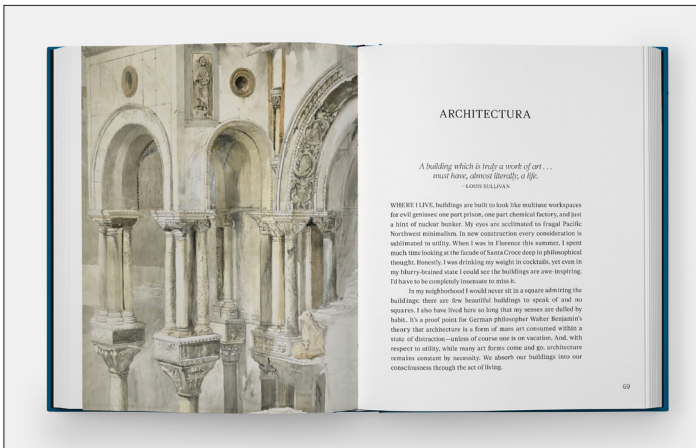 ARCHITECTURA
A building which is truly a work of art . . .
must have, almost literally, a life.
—LOUIS SULLIVAN
WHERE I LIVE, buildings are built to look like multiuse workspaces
for evil geniuses: one part prison, one part chemical factory, and just
a hint of nuclear bunker. My eyes are acclimated to frugal Pacific
Northwest minimalism. In new construction every consideration is
sublimated to utility. When I was in Florence this summer, I spent
much time looking at the facade of Santa Croce deep in philosophical
thought. Honestly, I was drinking my weight in cocktails, yet even in
my blurry-brained state I could see the buildings are awe-inspiring.
I'd have to be completely insensate to miss it.
In my neighborhood I would never sit in a square admiring the
buildings: there are few beautiful buildings to speak of and no
squares. I also have lived here so long that my senses are dulled by
habit. It's a proof point for German philosopher Walter Benjamin's
theory that architecture is a form of mass art consumed within a
state of distraction—unless of course one is on vacation. And, with
respect to utility, while many art forms come and go, architecture
remains constant by necessity. We absorb our buildings into our
consciousness through the act of living.
69